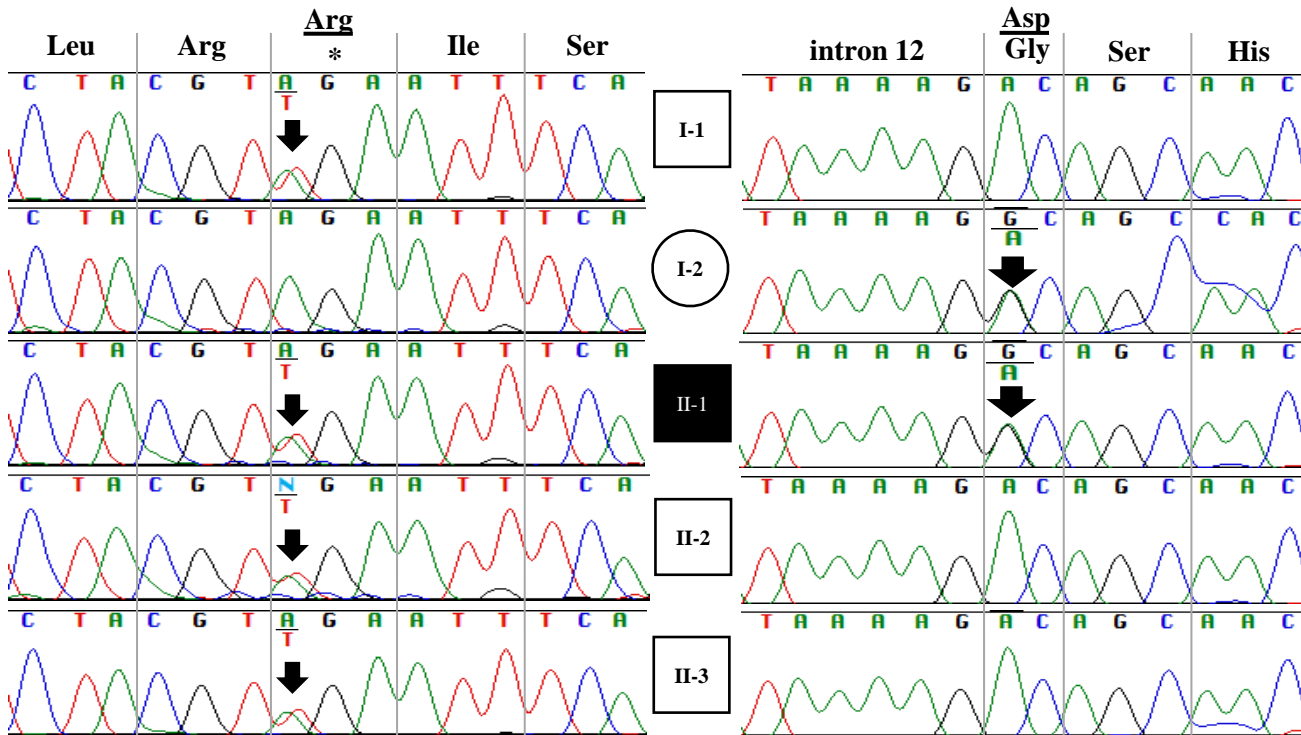 Arg Asp
Leu Arg * Ile Ser intron 12 Gly Ser His
C T A C G T A G A A T T T C A I-1 T A A A A G A C A G C A A C
T
C T A C G T A G A A T T T C A I-2 T A A A A G G C A G C C A C
A
C T A C G T A G A A T T T C A II-1 T A A A A G G C A G C A A C
T A
C T A C G T N G A A T T T C A II-2 T A A A A G A C A G C A A C
T
C T A C G T A G A A T T T C A II-3 T A A A A G A C A G C A A C
T